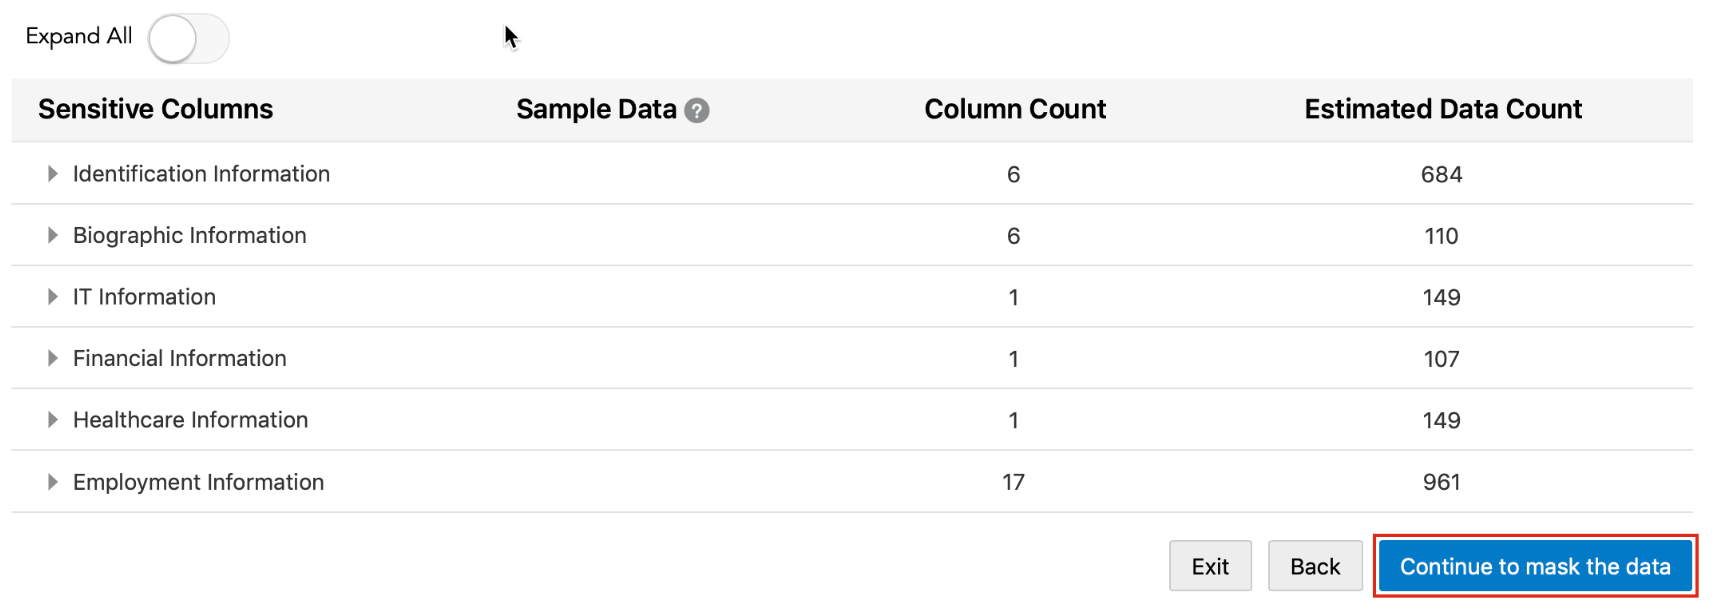 Expand All
Sensitive Columns Sample Data ? Column Count Estimated Data Count
Identification Information 6 684
Biographic Information 6 110
IT Information 1 149
Financial Information 1 107
Healthcare Information 1 149
Employment Information 17 961
Exit Back Continue to mask the data